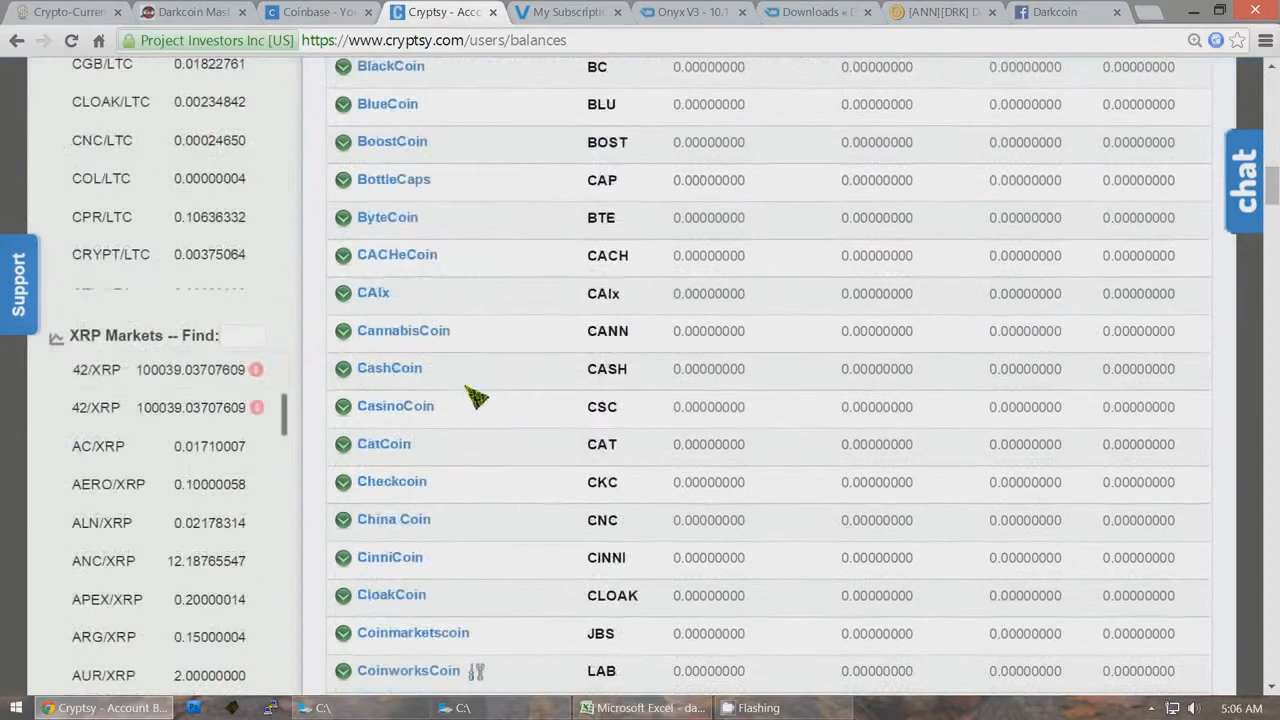 Crypto-Curren
Darkcoin Mast
Coinbase - Yo
Cryptsy - Acco
My Subscripti
Onyx V3 - 10.1
Downloads - D
[ANN][DRK] D
Darkcoin
Project Investors Inc [US] https://www.cryptsy.com/users/balances
CGB/LTC 0.01822761
CLOAK/LTC 0.00234842
CNC/LTC 0.00024650
COL/LTC 0.00000004
CPR/LTC 0.10636332
CRYPT/LTC 0.00375064
XRP Markets -- Find:
42/XRP 100039.03707609
42/XRP 100039.03707609
AC/XRP 0.01710007
AERO/XRP 0.10000058
ALN/XRP 0.02178314
ANC/XRP 12.18765547
APEX/XRP 0.20000014
ARG/XRP 0.15000004
AUR/XRP 2.00000000
BlackCoin BC 0.00000000 0.00000000 0.00000000 0.00000000
BlueCoin BLU 0.00000000 0.00000000 0.00000000 0.00000000
BoostCoin BOST 0.00000000 0.00000000 0.00000000 0.00000000
BottleCaps CAP 0.00000000 0.00000000 0.00000000 0.00000000
ByteCoin BTE 0.00000000 0.00000000 0.00000000 0.00000000
CACHeCoin CACH 0.00000000 0.00000000 0.00000000 0.00000000
CAIx CAIx 0.00000000 0.00000000 0.00000000 0.00000000
CannabisCoin CANN 0.00000000 0.00000000 0.00000000 0.00000000
CashCoin CASH 0.00000000 0.00000000 0.00000000 0.00000000
CasinoCoin CSC 0.00000000 0.00000000 0.00000000 0.00000000
CatCoin CAT 0.00000000 0.00000000 0.00000000 0.00000000
Checkcoin CKC 0.00000000 0.00000000 0.00000000 0.00000000
China Coin CNC 0.00000000 0.00000000 0.00000000 0.00000000
CinniCoin CINNI 0.00000000 0.00000000 0.00000000 0.00000000
CloakCoin CLOAK 0.00000000 0.00000000 0.00000000 0.00000000
Coinmarketscoin JBS 0.00000000 0.00000000 0.00000000 0.00000000
CoinworksCoin LAB 0.00000000 0.00000000 0.00000000 0.00000000
Support
chat
Cryptsy - Account B...
C:\
C:\
Microsoft Excel - da...
Flashing
5:06 AM